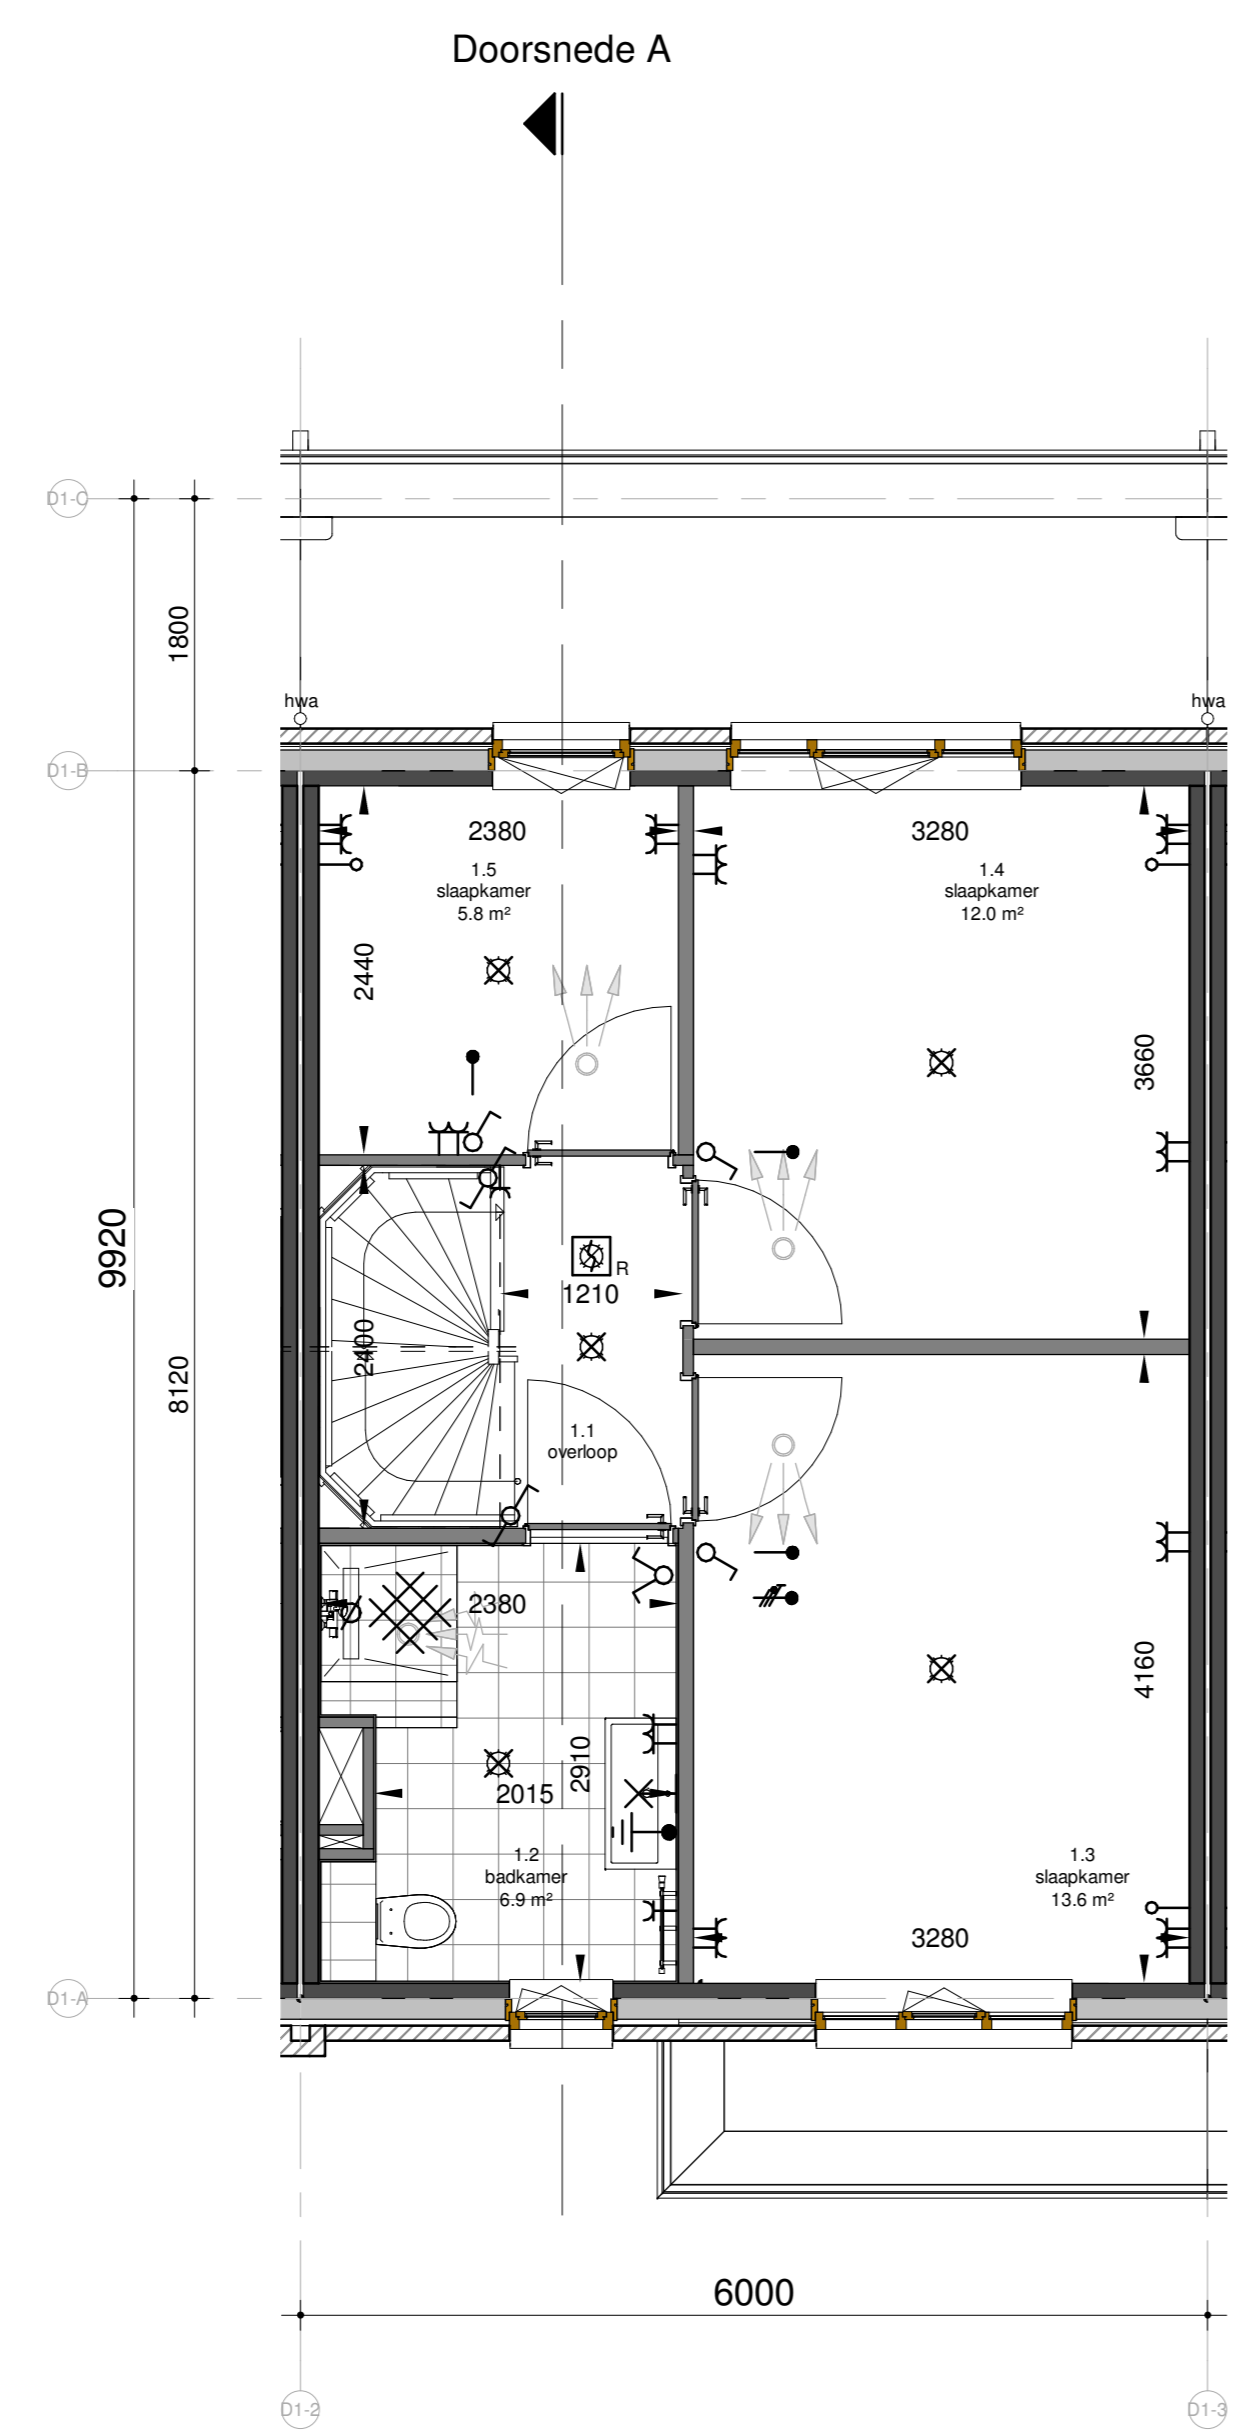 Doorsnede A
D1-C
1800
hwa
hwa
D1-B
2380
3280
1.5
slaapkamer
5.8 m²
1.4
slaapkamer
12.0 m²
2440
3660
9920
R
1210
2400
8120
1.1
overloop
2380
4160
2910
2015
1.2
badkamer
6.9 m²
1.3
slaapkamer
13.6 m²
3280
D1-A
6000
D1-2
D1-3